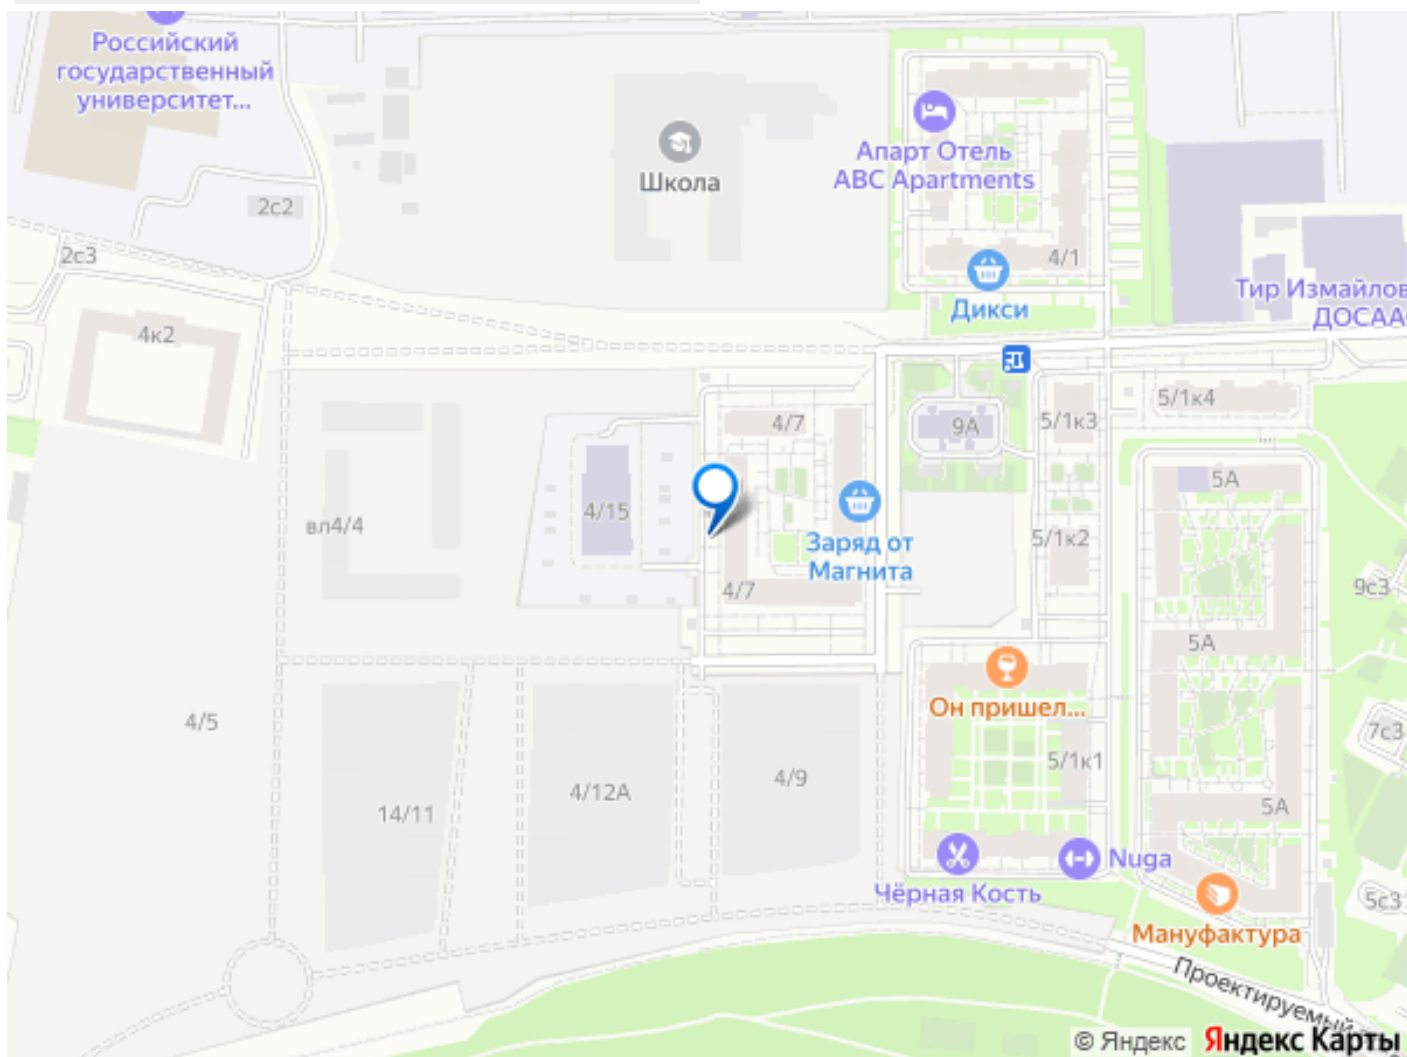 Российский
государственный
университет...
Школа
Апарт Отель
ABC Apartments
2с2
2с3
4/1
Дикси
Тир Измайлов
ДОСААФ
4к2
5/1к4
4/7
9А
5/1к3
5А
4/15
вл4/4
Заряд от
Магнита
5/1к2
4/7
9с3
5А
Он пришел...
4/5
7с3
5/1к1
4/9
4/12А
14/11
5А
Nuga
Чёрная Кость
5с3
Мануфактура
Проектируемый
© Яндекс Яндекс Карты